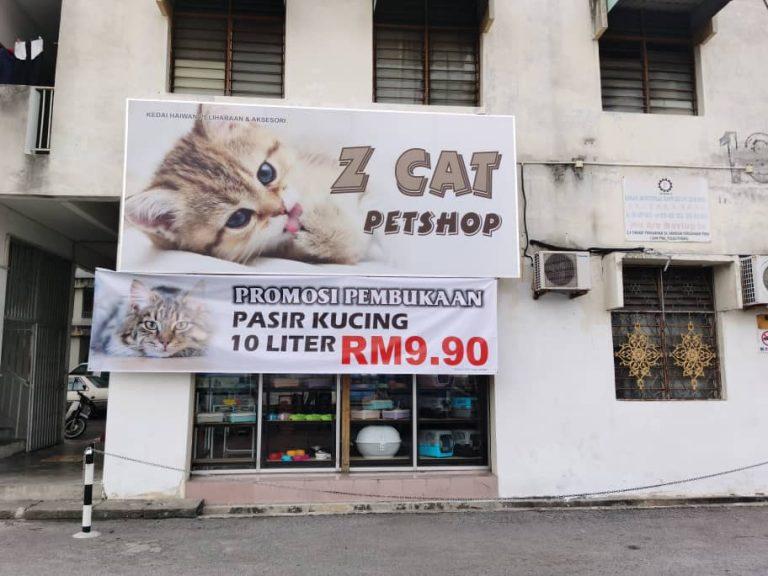 KEDAI HAIWAN PELIHARAAN & AKSESORI
Z CAT
PETSHOP
PROMOSI PEMBUKAAN
PASIR KUCING
10 LITER RM9.90